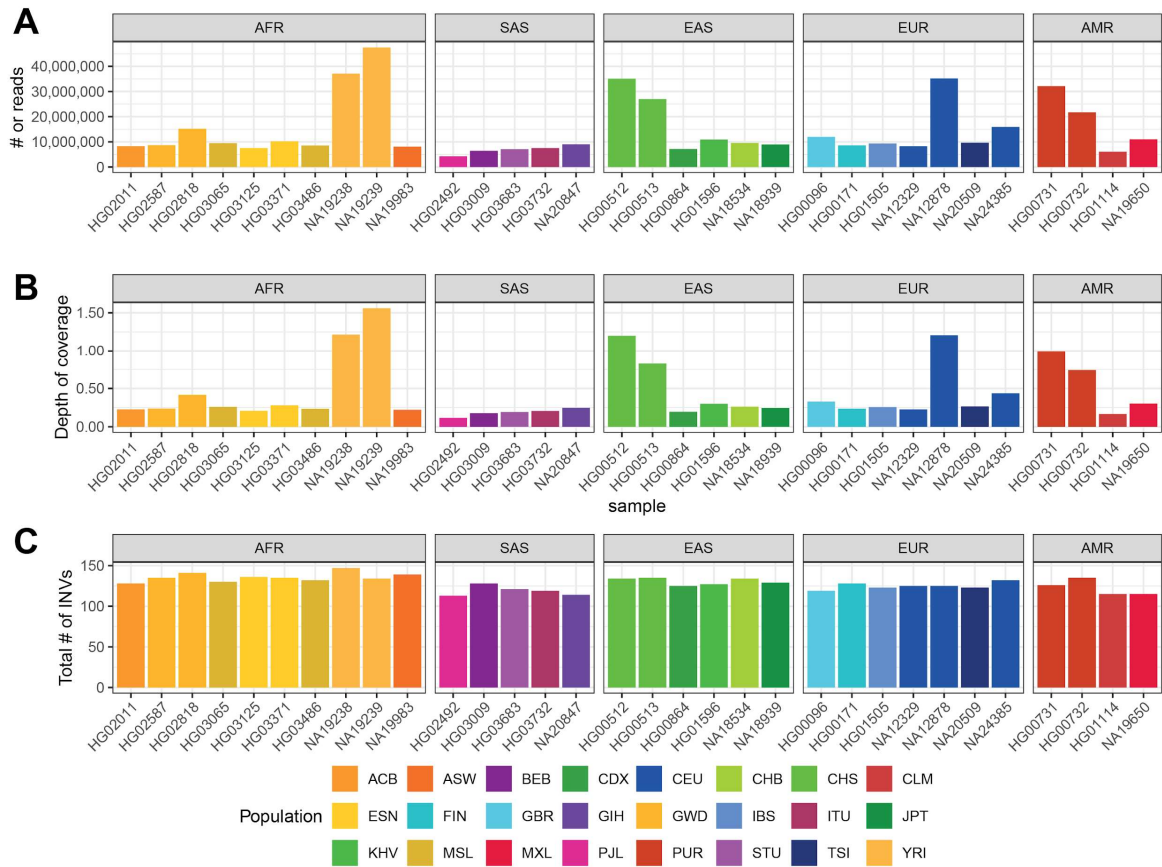 A
AFR SAS EAS EUR AMR
# or reads
40,000,000
30,000,000
20,000,000
10,000,000
0
HG02011 HG02587 HG02818 HG03065 HG03125 HG03371 HG03486 NA19238 NA19239 NA19983 HG02492 HG03009 HG03683 HG03732 NA20847 HG00512 HG00513 HG00864 HG01596 NA18534 NA18939 HG00096 HG00171 HG01505 NA12329 NA12878 NA20509 NA24385 HG00731 HG00732 HG01114 NA19650
B
AFR SAS EAS EUR AMR
Depth of coverage
1.50
1.00
0.50
0.00
HG02011 HG02587 HG02818 HG03065 HG03125 HG03371 HG03486 NA19238 NA19239 NA19983 HG02492 HG03009 HG03683 HG03732 NA20847 HG00512 HG00513 HG00864 HG01596 NA18534 NA18939 HG00096 HG00171 HG01505 NA12329 NA12878 NA20509 NA24385 HG00731 HG00732 HG01114 NA19650
sample
C
AFR SAS EAS EUR AMR
Total # of INVs
150
100
50
0
HG02011 HG02587 HG02818 HG03065 HG03125 HG03371 HG03486 NA19238 NA19239 NA19983 HG02492 HG03009 HG03683 HG03732 NA20847 HG00512 HG00513 HG00864 HG01596 NA18534 NA18939 HG00096 HG00171 HG01505 NA12329 NA12878 NA20509 NA24385 HG00731 HG00732 HG01114 NA19650
ACB ASW BEB CDX CEU CHB CHS CLM
Population ESN FIN GBR GIH GWD IBS ITU JPT
KHV MSL MXL PJL PUR STU TSI YRI